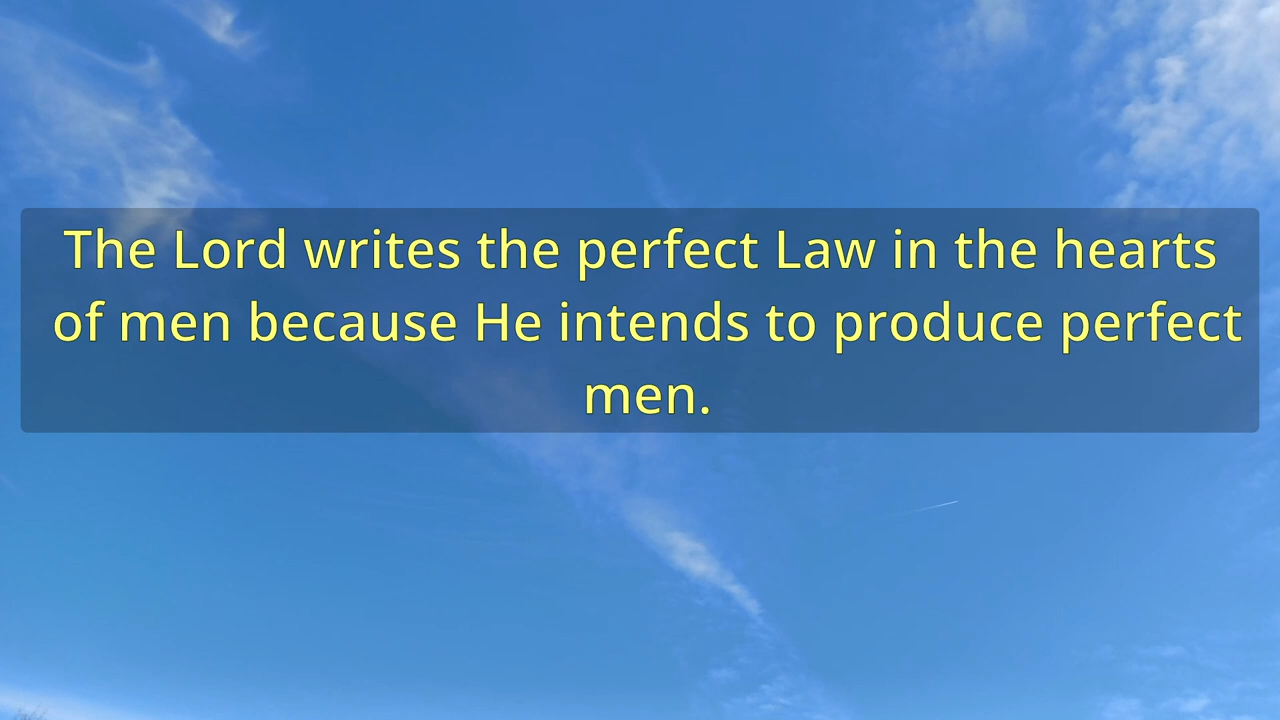 The Lord writes the perfect Law in the hearts
of men because He intends to produce perfect
men.